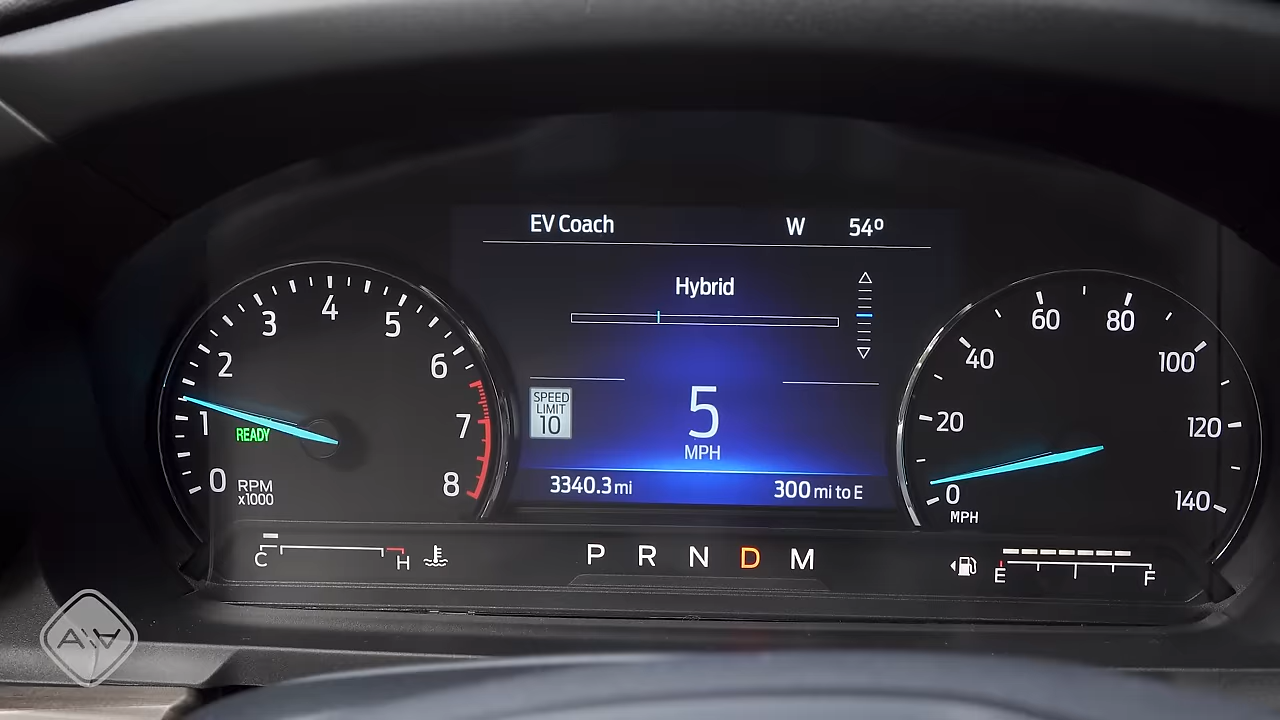 EV Coach W 54°
Hybrid
SPEED
LIMIT
10
5
MPH
3340.3 mi 300 mi to E
0
1
2
3
4
5
6
7
8
READY
RPM
x1000
0
20
40
60
80
100
120
140
MPH
C H
P R N D M
E F